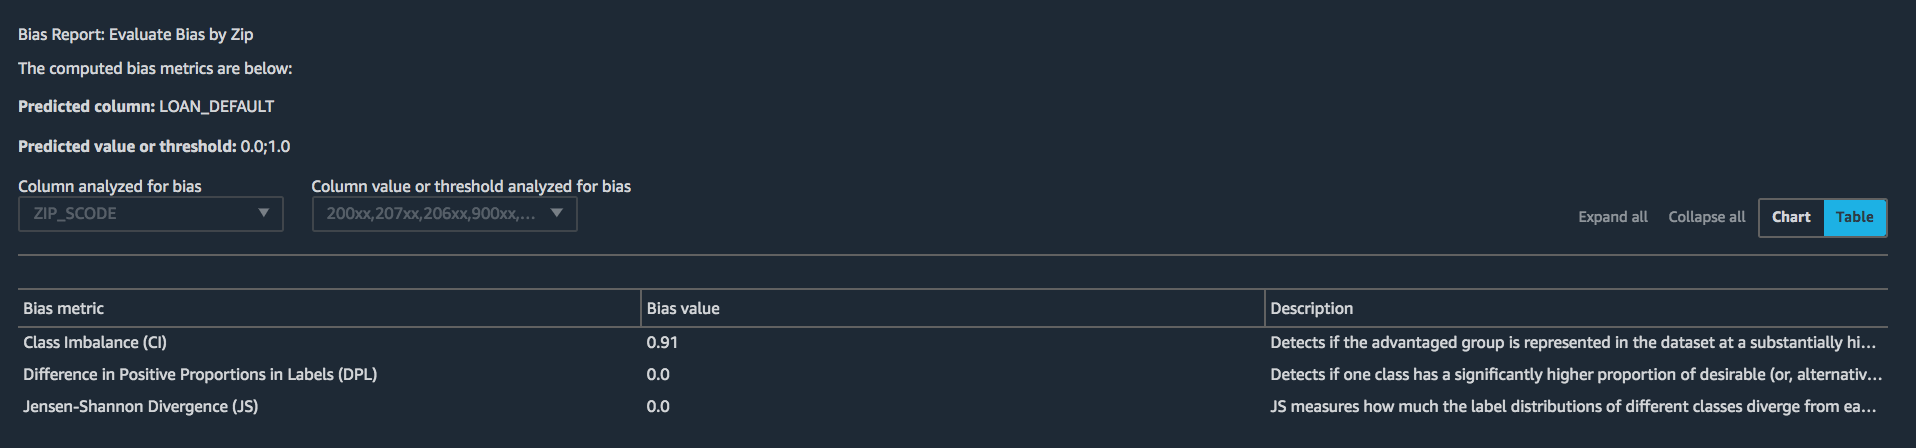 Bias Report: Evaluate Bias by Zip
The computed bias metrics are below:
Predicted column: LOAN_DEFAULT
Predicted value or threshold: 0.0;1.0
Column analyzed for bias Column value or threshold analyzed for bias
ZIP_SCODE 200xx,207xx,206xx,900xx,... Expand all Collapse all Chart Table
Bias metric Bias value Description
Class Imbalance (CI) 0.91 Detects if the advantaged group is represented in the dataset at a substantially hi...
Difference in Positive Proportions in Labels (DPL) 0.0 Detects if one class has a significantly higher proportion of desirable (or, alternativ...
Jensen-Shannon Divergence (JS) 0.0 JS measures how much the label distributions of different classes diverge from ea...